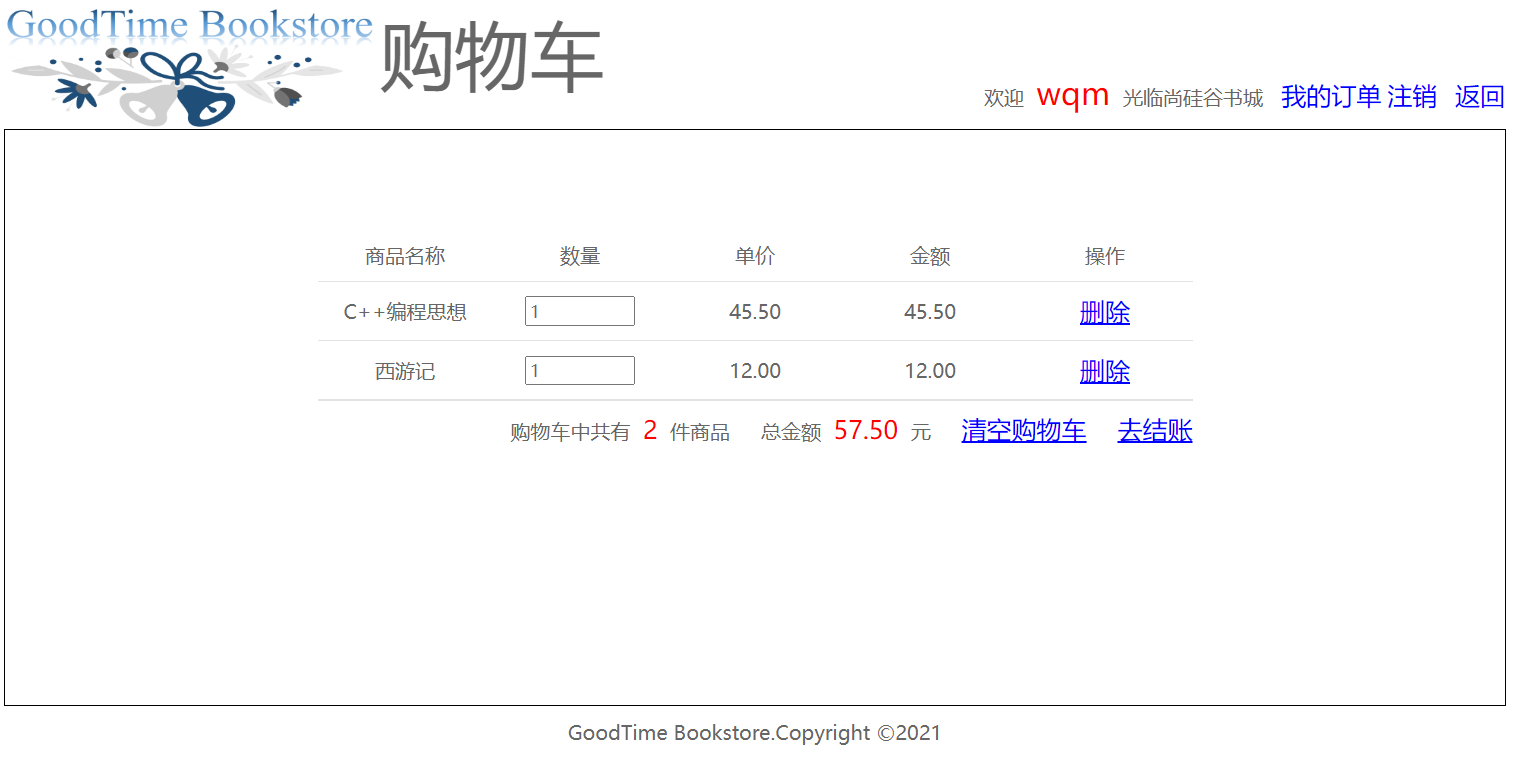 GoodTime Bookstore
购物车
欢迎 wqm 光临尚硅谷书城 我的订单 注销 返回
商品名称 数量 单价 金额 操作
C++编程思想 1 45.50 45.50 删除
西游记 1 12.00 12.00 删除
购物车中共有 2 件商品 总金额 57.50 元 清空购物车 去结账
GoodTime Bookstore.Copyright ©2021